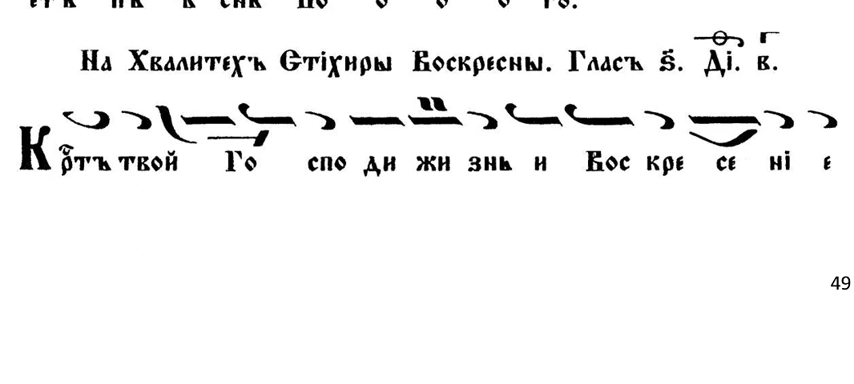 На Хвалитехъ Стіхиры Воскресны. Гласъ ѕ҃. Ді. в.
Крⷭ҇тъ твой Го спо ди жи знь и Вос кре се ні е
49